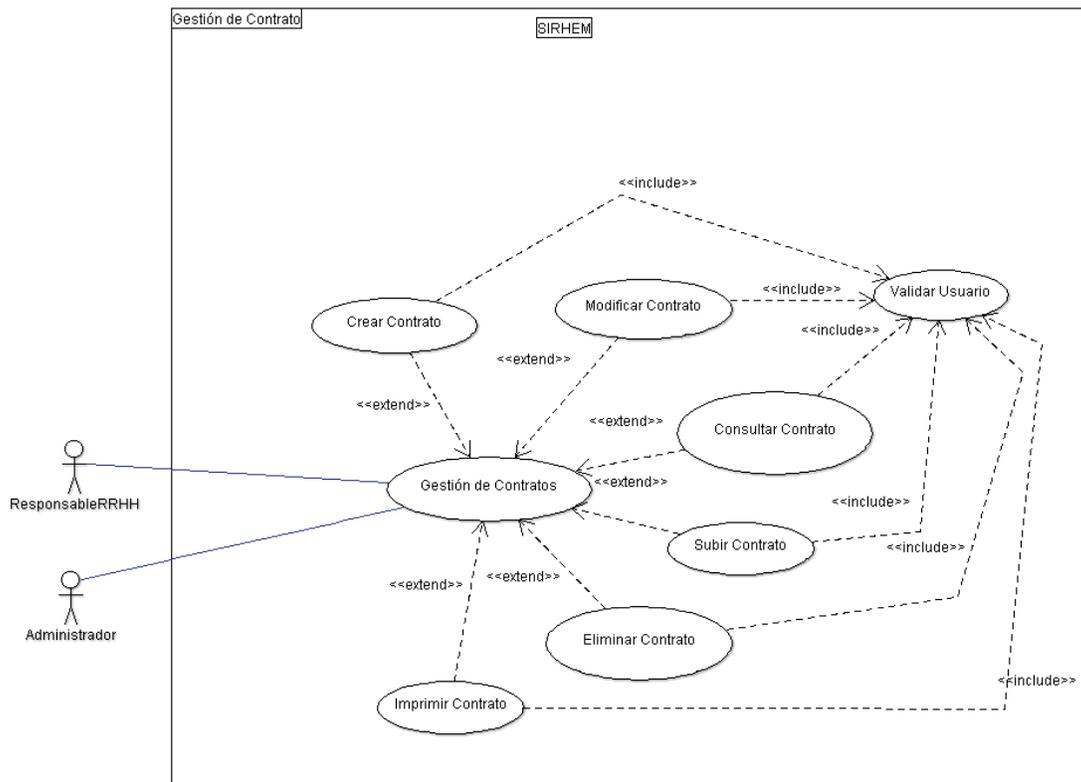 Gestión de Contrato
SIRHEM
<<include>>
<<include>>
Validar Usuario
Modificar Contrato
Crear Contrato
<<include>>
<<extend>>
<<extend>>
<<extend>>
Consultar Contrato
ResponsableRRHH
Gestión de Contratos
<<extend>>
<<include>>
Subir Contrato
<<include>>
<<extend>>
<<extend>>
Administrador
Eliminar Contrato
<<include>>
Imprimir Contrato